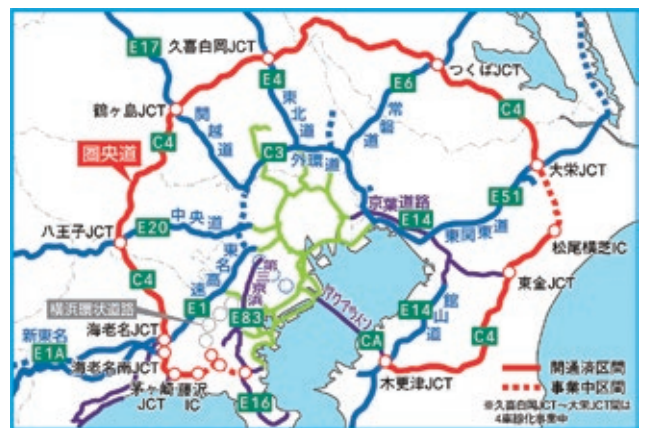 E17
久喜白岡JCT
E4
E6
つくばJCT
鶴ヶ島JCT
関越道
東北道
常磐道
C4
C4
C3
外環道
圏央道
大栄JCT
京葉道路
E51
E14
東関東道
八王子JCT
E20
中央道
東名高速
第三京浜
松尾横芝IC
東金JCT
C4
横浜環状道路
E1
アクアライン
E14
館山道
新東名
E1A
海老名JCT
E83
CA
C4
海老名南JCT
茅ヶ崎JCT
藤沢IC
E16
木更津JCT
開通済区間
事業中区間
※久喜白岡JCT~大栄JCT間は
4車線化事業中